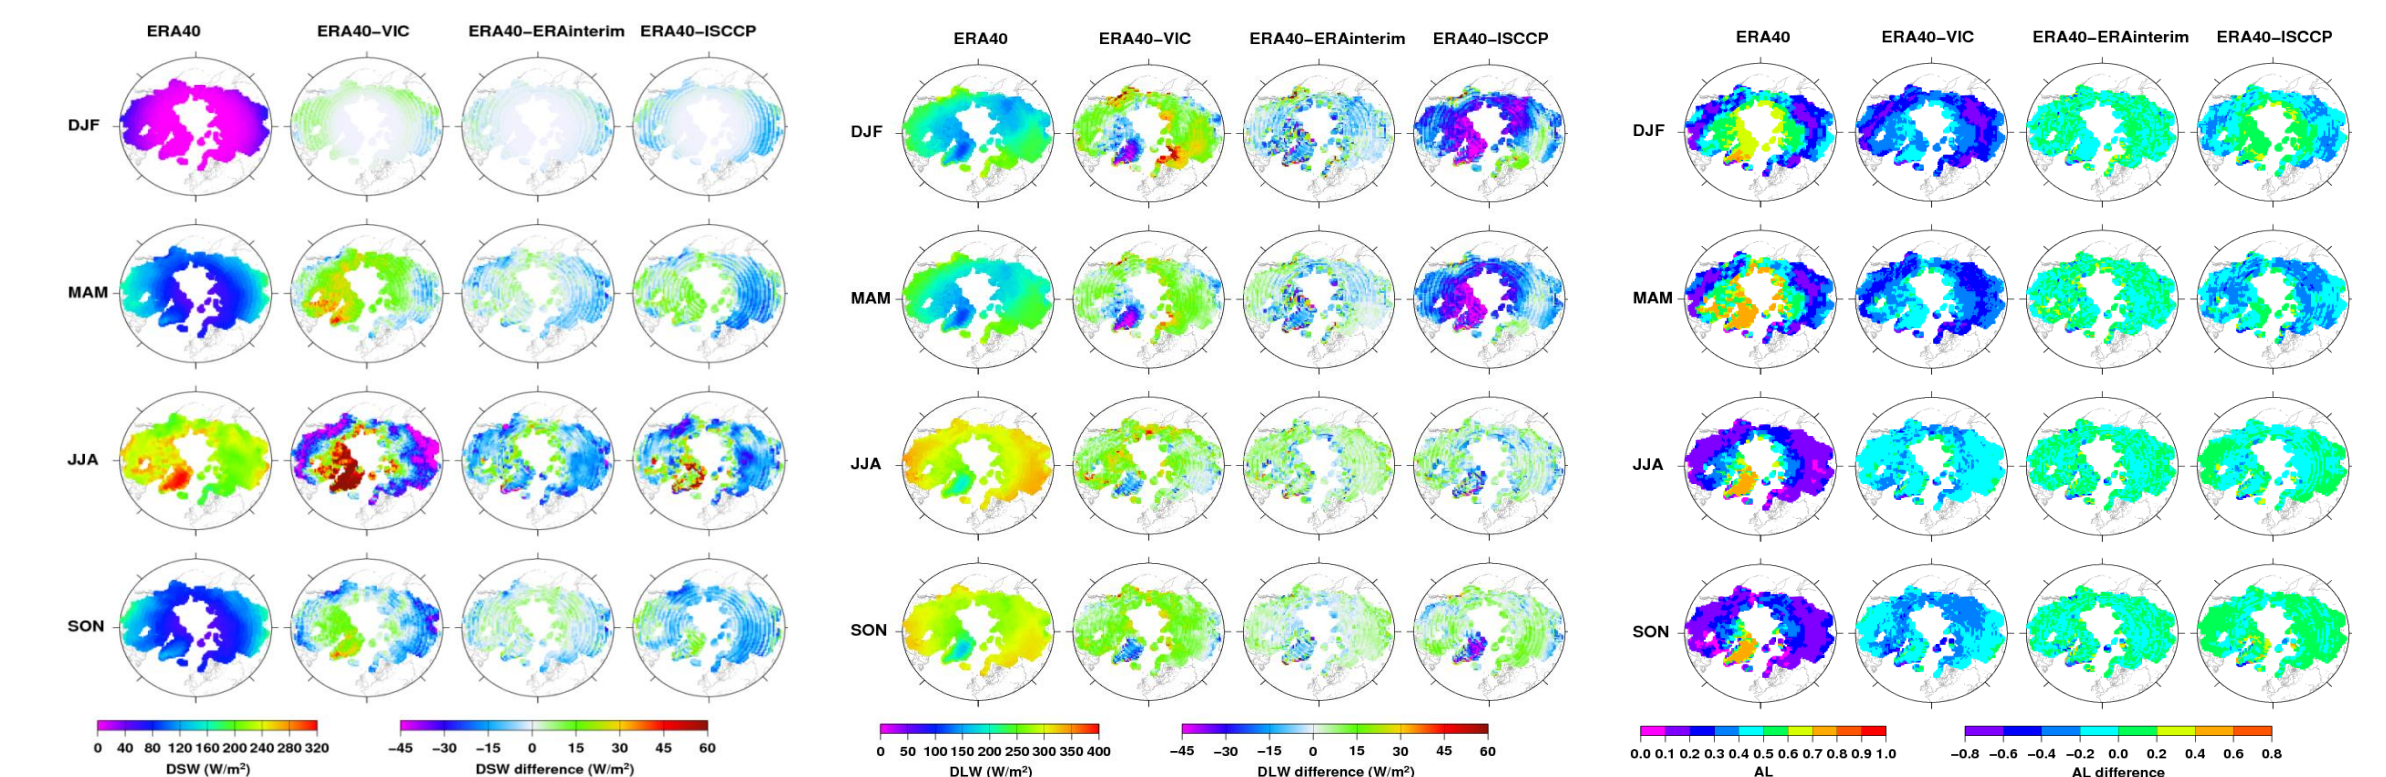 ERA40 ERA40−VIC ERA40−ERAinterim ERA40−ISCCP
DJF
MAM
JJA
SON
0 40 80 120 160 200 240 280 320
DSW (W/m²)
−45 −30 −15 0 15 30 45 60
DSW difference (W/m²)
ERA40 ERA40−VIC ERA40−ERAinterim ERA40−ISCCP
DJF
MAM
JJA
SON
0 50 100 150 200 250 300 350 400
DLW (W/m²)
−45 −30 −15 0 15 30 45 60
DLW difference (W/m²)
ERA40 ERA40−VIC ERA40−ERAinterim ERA40−ISCCP
DJF
MAM
JJA
SON
0.0 0.1 0.2 0.3 0.4 0.5 0.6 0.7 0.8 0.9 1.0
AL
−0.8 −0.6 −0.4 −0.2 0.0 0.2 0.4 0.6 0.8
AL difference